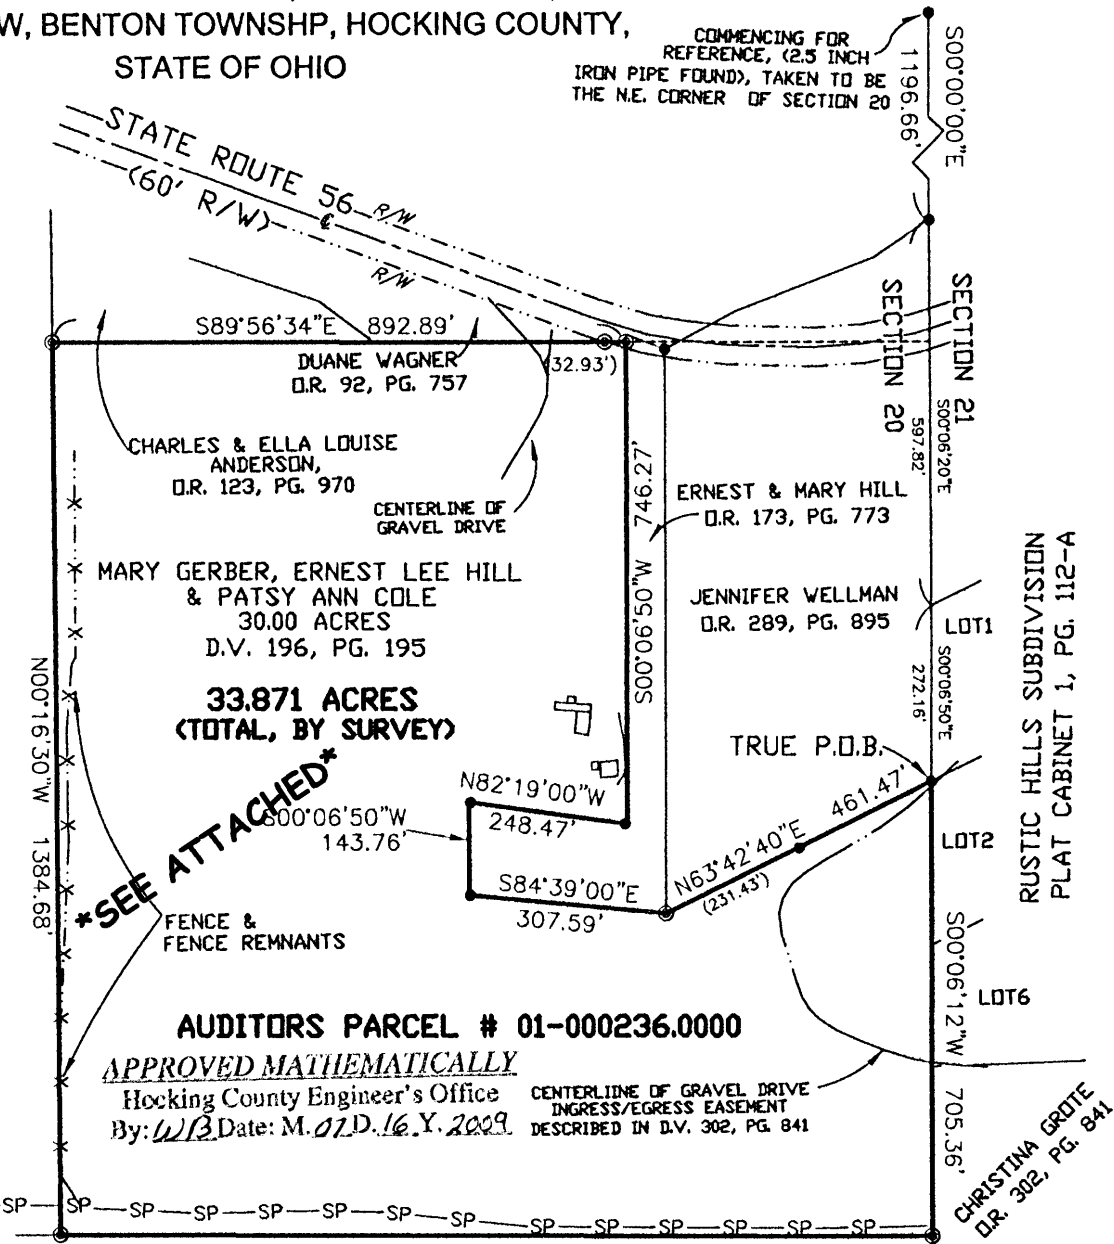 W, BENTON TOWNSHP, HOCKING COUNTY,
STATE OF OHIO
COMMENCING FOR
REFERENCE, (2.5 INCH
IRON PIPE FOUND), TAKEN TO BE
THE N.E. CORNER OF SECTION 20
S00°00'00"E
1196.66'
STATE ROUTE 56
(60' R/W)
R/W
R/W
SECTION 21
SECTION 20
S89°56'34"E 892.89'
(32.93')
DUANE WAGNER
O.R. 92, PG. 757
S00°06'20"E
597.82'
CHARLES & ELLA LOUISE
ANDERSON,
O.R. 123, PG. 970
CENTERLINE OF
GRAVEL DRIVE
S00°06'50"W 746.27'
ERNEST & MARY HILL
O.R. 173, PG. 773
MARY GERBER, ERNEST LEE HILL
& PATSY ANN COLE
30.00 ACRES
D.V. 196, PG. 195
JENNIFER WELLMAN
O.R. 289, PG. 895
LOT1
RUSTIC HILLS SUBDIVISION
PLAT CABINET 1, PG. 112-A
33.871 ACRES
(TOTAL, BY SURVEY)
N00°16'30"W 1384.68'
S00°06'50"E
272.16'
TRUE P.O.B.
*SEE ATTACHED*
N82°19'00"W
248.47'
S00°06'50"W
143.76'
N63°42'40"E 461.47'
(231.43')
LOT2
S84°39'00"E
307.59'
FENCE &
FENCE REMNANTS
S00°06'12"W 705.36'
LOT6
AUDITORS PARCEL # 01-000236.0000
APPROVED MATHEMATICALLY
Hocking County Engineer's Office
By: WB Date: M.07 D.16 Y.2009
CENTERLIINE OF GRAVEL DRIVE
INGRESS/EGRESS EASEMENT
DESCRIBED IN D.V. 302, PG. 841
CHRISTINA GROTE
O.R. 302, PG. 841
SP SP SP SP SP SP SP SP SP SP SP SP SP SP